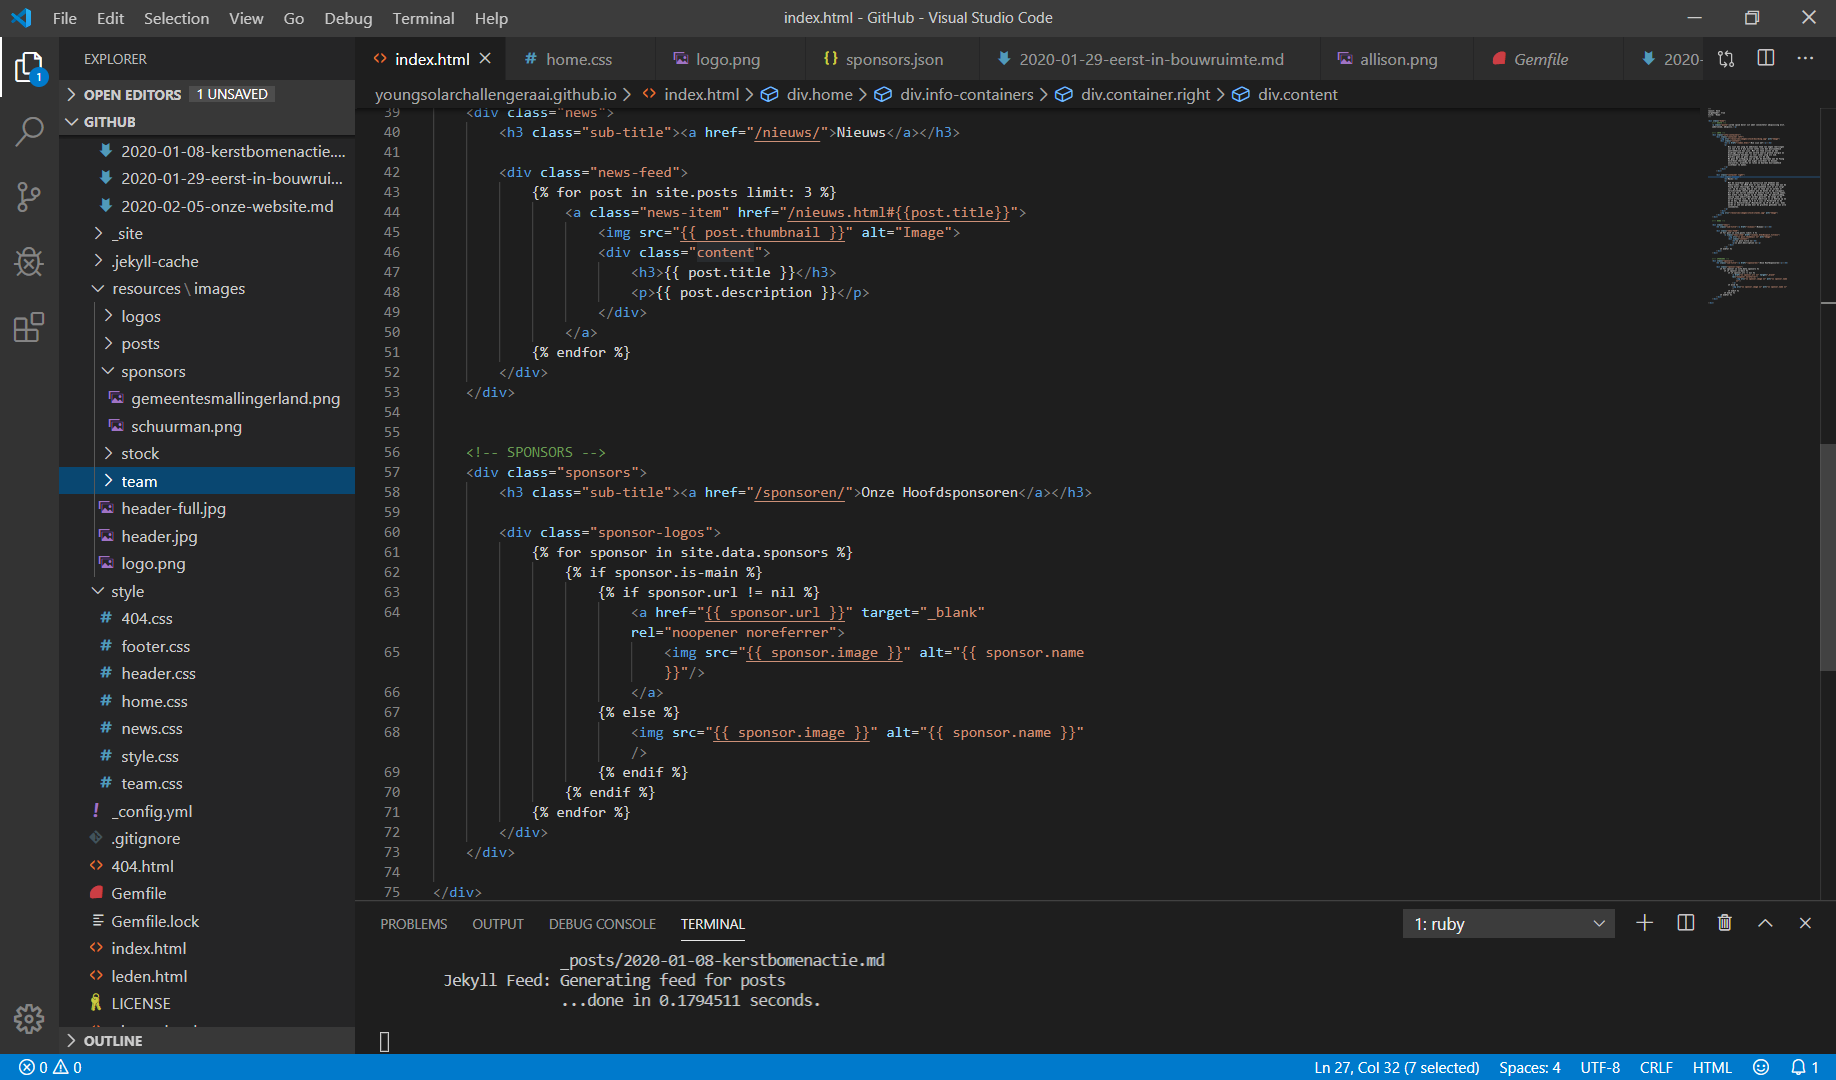 File Edit Selection View Go Debug Terminal Help
index.html - GitHub - Visual Studio Code
EXPLORER
OPEN EDITORS 1 UNSAVED
GITHUB
2020-01-08-kerstbomenactie....
2020-01-29-eerst-in-bouwrui...
2020-02-05-onze-website.md
_site
.jekyll-cache
resources \ images
logos
posts
sponsors
gemeentesmallingerland.png
schuurman.png
stock
team
header-full.jpg
header.jpg
logo.png
style
# 404.css
# footer.css
# header.css
# home.css
# news.css
# style.css
# team.css
! _config.yml
.gitignore
<> 404.html
Gemfile
Gemfile.lock
<> index.html
<> leden.html
LICENSE
OUTLINE
<> index.html
# home.css
logo.png
{} sponsors.json
2020-01-29-eerst-in-bouwruimte.md
allison.png
Gemfile
2020-
youngsolarchallengeraai.github.io > <> index.html > div.home > div.info-containers > div.container.right > div.content
39 <div class="news">
40 <h3 class="sub-title"><a href="/nieuws/">Nieuws</a></h3>
41
42 <div class="news-feed">
43 {% for post in site.posts limit: 3 %}
44 <a class="news-item" href="/nieuws.html#{{post.title}}">
45 <img src="{{ post.thumbnail }}" alt="Image">
46 <div class="content">
47 <h3>{{ post.title }}</h3>
48 <p>{{ post.description }}</p>
49 </div>
50 </a>
51 {% endfor %}
52 </div>
53 </div>
54
55
56 <!-- SPONSORS -->
57 <div class="sponsors">
58 <h3 class="sub-title"><a href="/sponsoren/">Onze Hoofdsponsoren</a></h3>
59
60 <div class="sponsor-logos">
61 {% for sponsor in site.data.sponsors %}
62 {% if sponsor.is-main %}
63 {% if sponsor.url != nil %}
64 <a href="{{ sponsor.url }}" target="_blank"
rel="noopener noreferrer">
65 <img src="{{ sponsor.image }}" alt="{{ sponsor.name
}}"/>
66 </a>
67 {% else %}
68 <img src="{{ sponsor.image }}" alt="{{ sponsor.name }}"
/>
69 {% endif %}
70 {% endif %}
71 {% endfor %}
72 </div>
73 </div>
74
75 </div>
PROBLEMS OUTPUT DEBUG CONSOLE TERMINAL
1: ruby
_posts/2020-01-08-kerstbomenactie.md
Jekyll Feed: Generating feed for posts
...done in 0.1794511 seconds.
1
0 0
Ln 27, Col 32 (7 selected) Spaces: 4 UTF-8 CRLF HTML 1